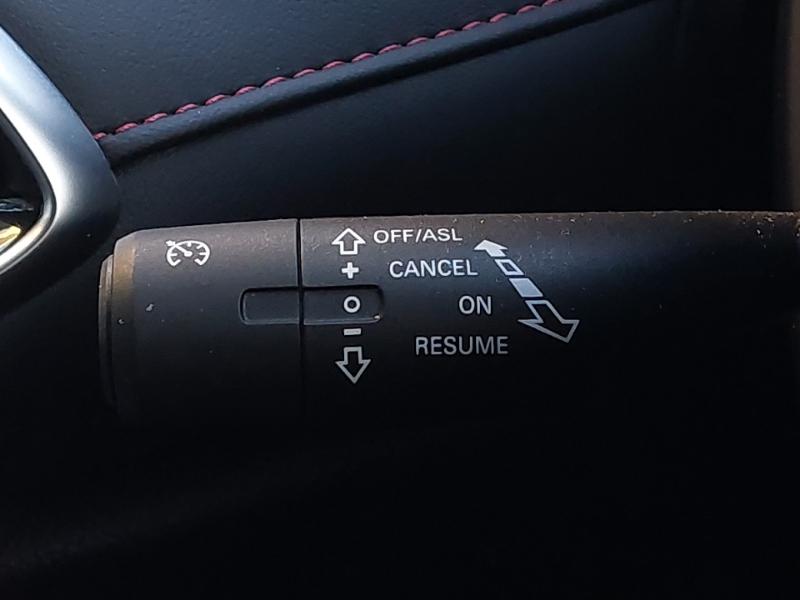 OFF/ASL
+ CANCEL
O ON
−
RESUME